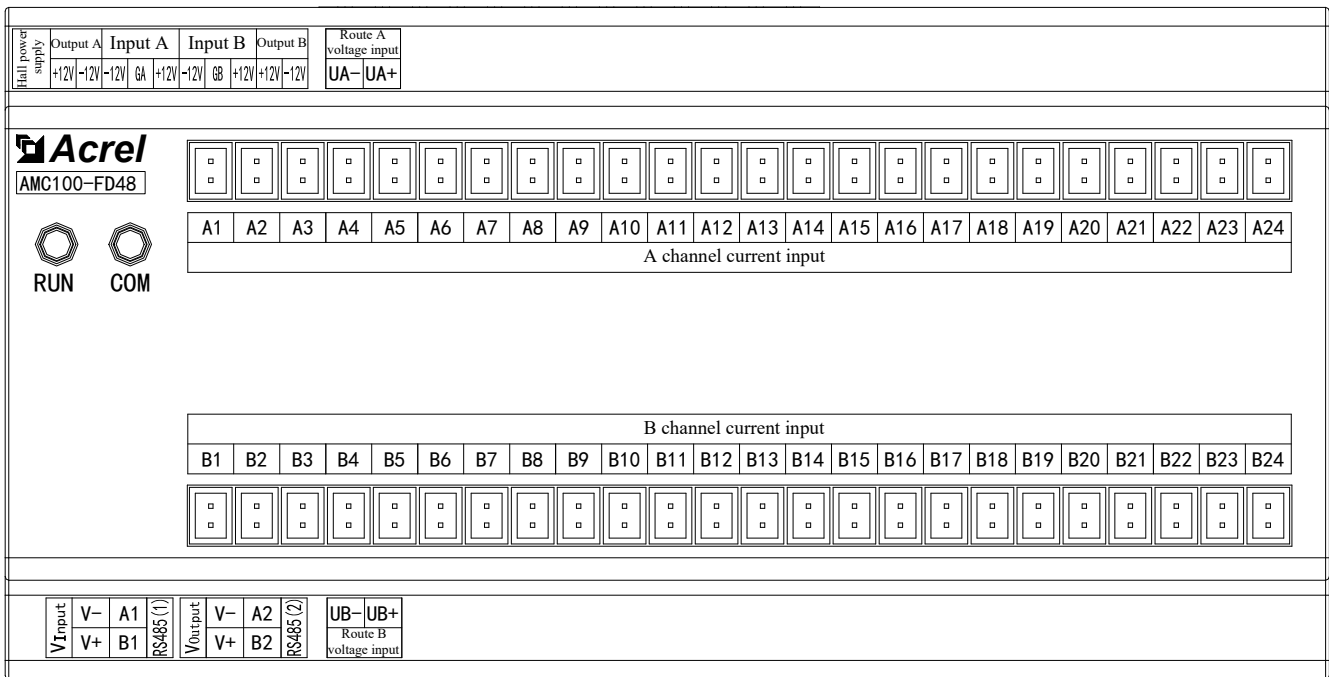 Hall power supply
Output A Input A Input B Output B
+12V -12V -12V GA +12V -12V GB +12V +12V -12V
Route A
voltage input
UA- UA+
Acrel
AMC100-FD48
RUN COM
A1 A2 A3 A4 A5 A6 A7 A8 A9 A10 A11 A12 A13 A14 A15 A16 A17 A18 A19 A20 A21 A22 A23 A24
A channel current input
B channel current input
B1 B2 B3 B4 B5 B6 B7 B8 B9 B10 B11 B12 B13 B14 B15 B16 B17 B18 B19 B20 B21 B22 B23 B24
VInput
V- A1
V+ B1
RS485(1)
VOutput
V- A2
V+ B2
RS485(2)
UB- UB+
Route B
voltage input